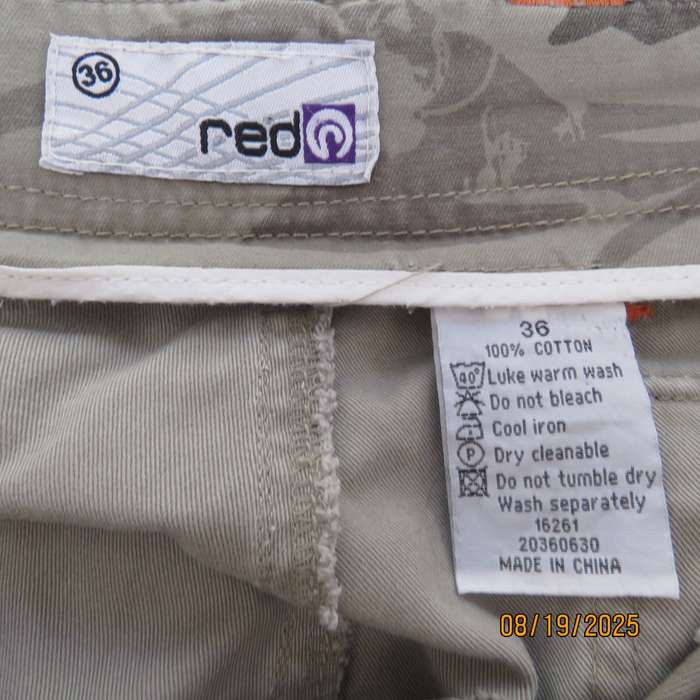 36
red
36
100% COTTON
40° Luke warm wash
Do not bleach
Cool iron
P Dry cleanable
Do not tumble dry
Wash separately
16261
20360630
MADE IN CHINA
08/19/2025